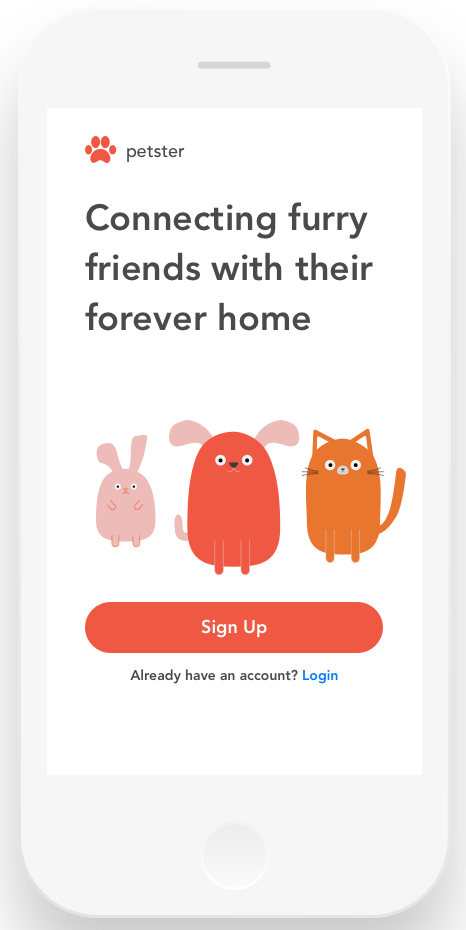 petster
Connecting furry
friends with their
forever home
Sign Up
Already have an account? Login